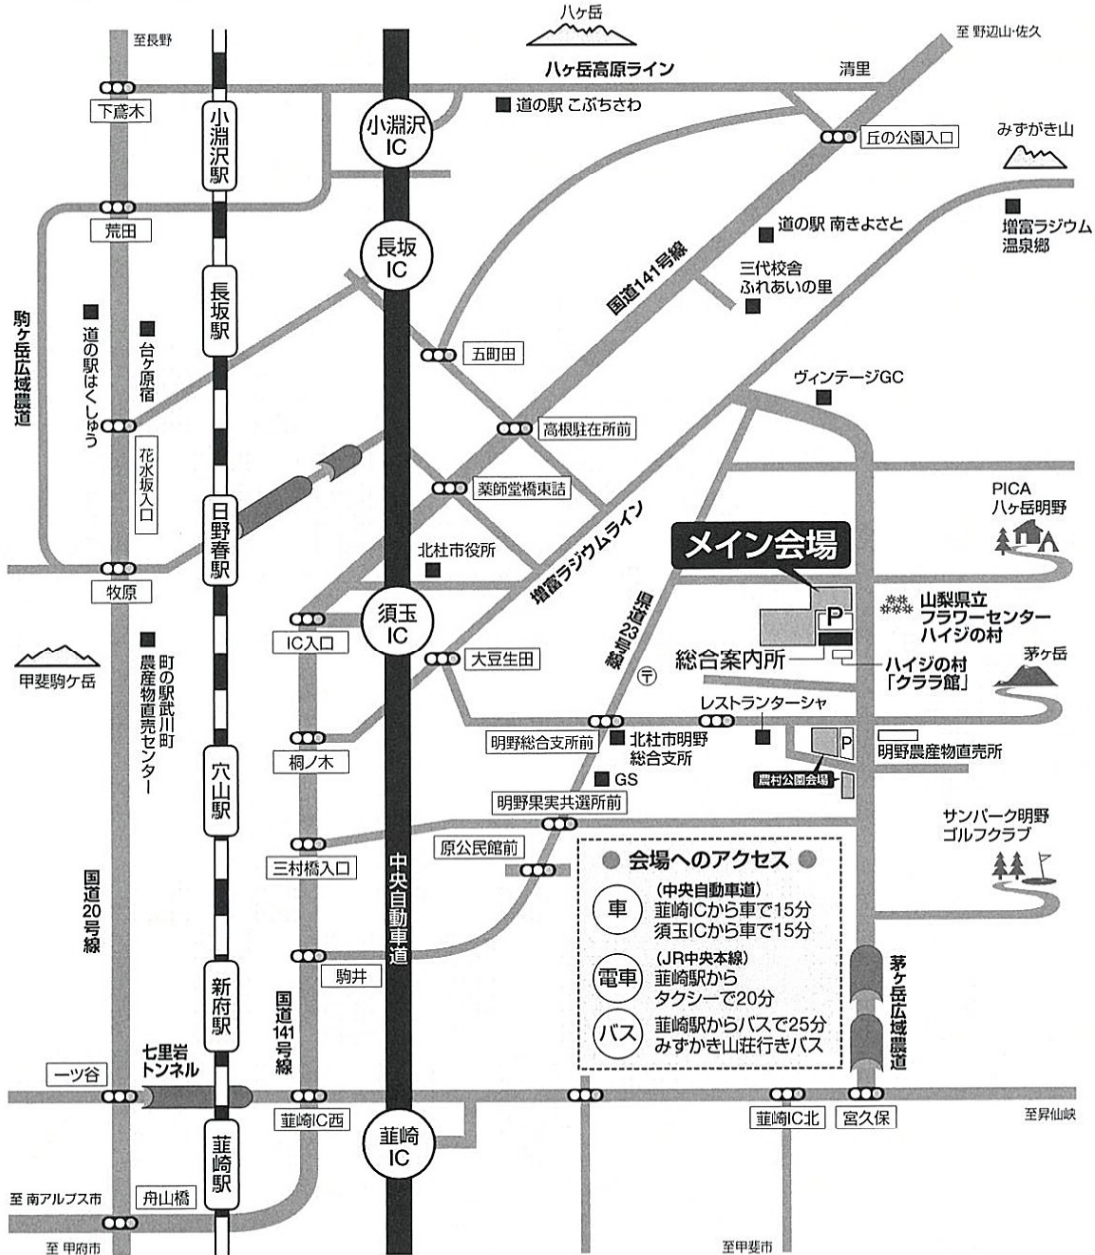 八ヶ岳
至長野
至 野辺山・佐久
八ヶ岳高原ライン
清里
下蔦木
小淵沢駅
小淵沢
IC
道の駅 こぶちさわ
丘の公園入口
みずがき山
荒田
長坂
IC
道の駅 南きよさと
増富ラジウム
温泉郷
三代校舎
ふれあいの里
国道141号線
長坂駅
駒ヶ岳広域農道
道の駅はくしゅう
台ヶ原宿
五町田
ヴィンテージGC
高根駐在所前
花水坂入口
薬師堂橋東詰
PICA
八ヶ岳明野
日野春駅
北杜市役所
増富ラジウムライン
メイン会場
牧原
須玉
IC
IC入口
県道23号線
P
山梨県立
フラワーセンター
ハイジの村
大豆生田
総合案内所
ハイジの村
「クララ館」
茅ヶ岳
甲斐駒ケ岳
町の駅武川町
農産物直売センター
〒
レストランターシャ
桐ノ木
明野総合支所前
北杜市明野
総合支所
P
明野農産物直売所
穴山駅
GS
農村公園会場
明野果実共選所前
サンパーク明野
ゴルフクラブ
三村橋入口
原公民館前
中央自動車道
会場へのアクセス
車
(中央自動車道)
韮崎ICから車で15分
須玉ICから車で15分
電車
(JR中央本線)
韮崎駅から
タクシーで20分
バス
韮崎駅からバスで25分
みずかき山荘行きバス
国道20号線
駒井
新府駅
国道141号線
茅ヶ岳広域農道
七里岩
トンネル
一ツ谷
韮崎IC西
韮崎
IC
韮崎IC北
宮久保
至昇仙峡
韮崎駅
至 南アルプス市
舟山橋
至 甲府市
至甲斐市